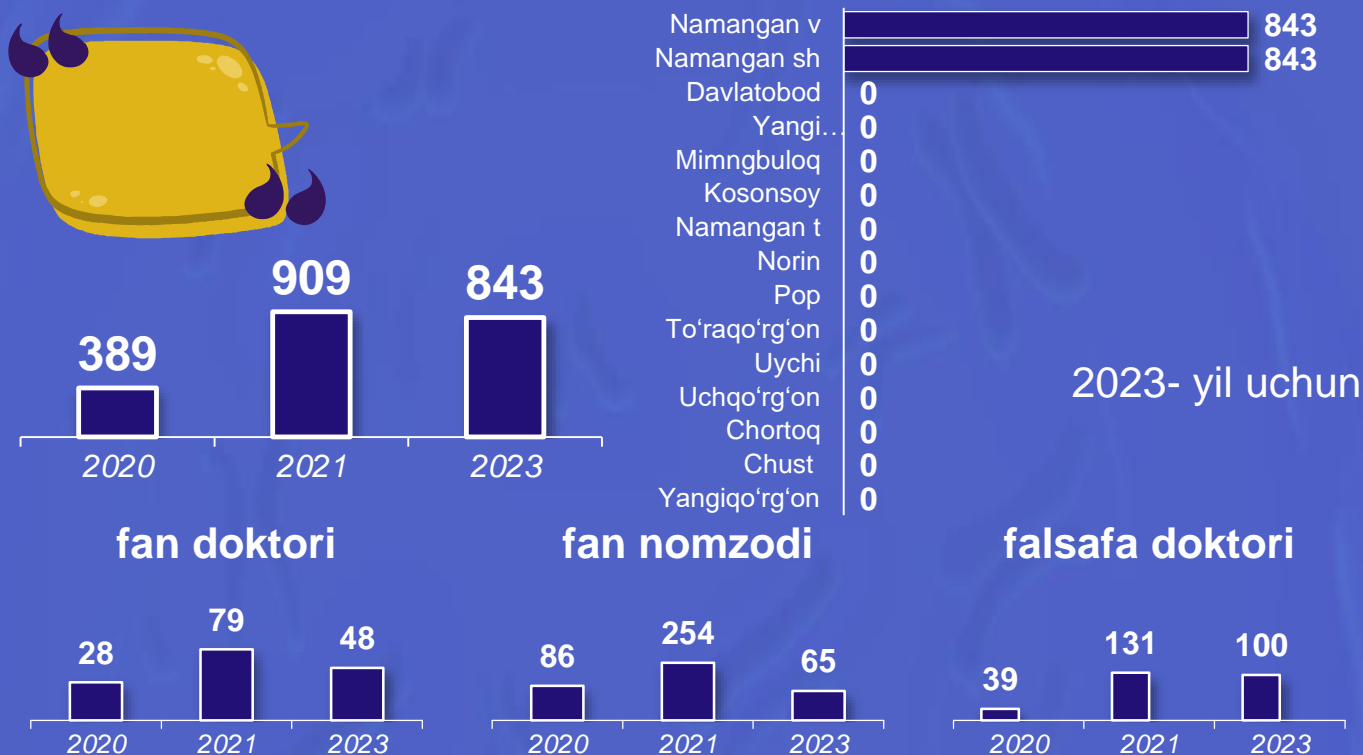 Namangan v 843
Namangan sh 843
Davlatobod 0
Yangi… 0
Mimngbuloq 0
Kosonsoy 0
Namangan t 0
Norin 0
Pop 0
To‘raqo‘rg‘on 0
Uychi 0
Uchqo‘rg‘on 0
Chortoq 0
Chust 0
Yangiqo‘rg‘on 0
389 909 843
2020 2021 2023
2023- yil uchun
fan doktori
28 79 48
2020 2021 2023
fan nomzodi
86 254 65
2020 2021 2023
falsafa doktori
39 131 100
2020 2021 2023